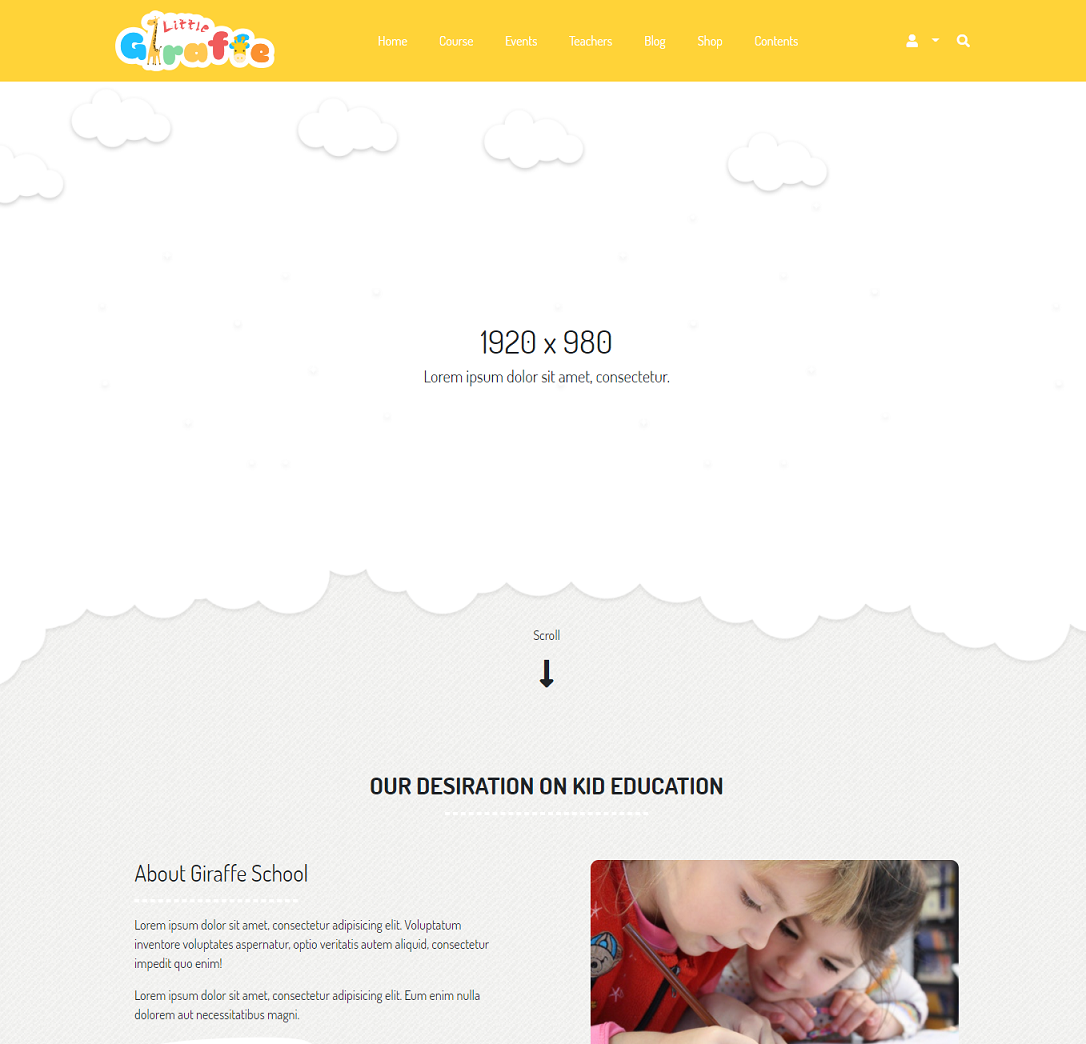 Little
Giraffe
Home Course Events Teachers Blog Shop Contents
1920 x 980
Lorem ipsum dolor sit amet, consectetur.
Scroll
OUR DESIRATION ON KID EDUCATION
About Giraffe School
Lorem ipsum dolor sit amet, consectetur adipisicing elit. Voluptatum
inventore voluptates aspernatur, optio veritatis autem aliquid, consectetur
impedit quo enim!
Lorem ipsum dolor sit amet, consectetur adipisicing elit. Eum enim nulla
dolorem aut necessitatibus magni.